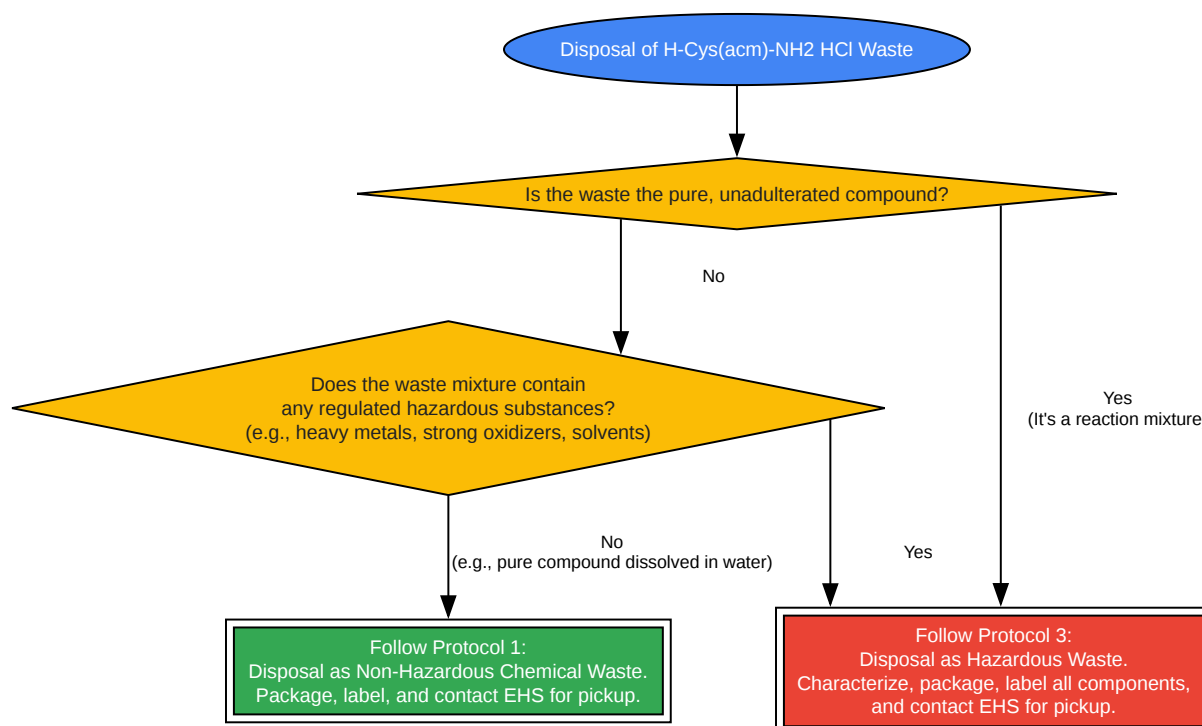 Disposal of H-Cys(acm)-NH2 HCl Waste
Is the waste the pure, unadulterated compound?
No
Does the waste mixture contain
any regulated hazardous substances?
(e.g., heavy metals, strong oxidizers, solvents)
Yes
(It's a reaction mixture
No
(e.g., pure compound dissolved in water)
Yes
Follow Protocol 1:
Disposal as Non-Hazardous Chemical Waste.
Package, label, and contact EHS for pickup.
Follow Protocol 3:
Disposal as Hazardous Waste.
Characterize, package, label all components,
and contact EHS for pickup.